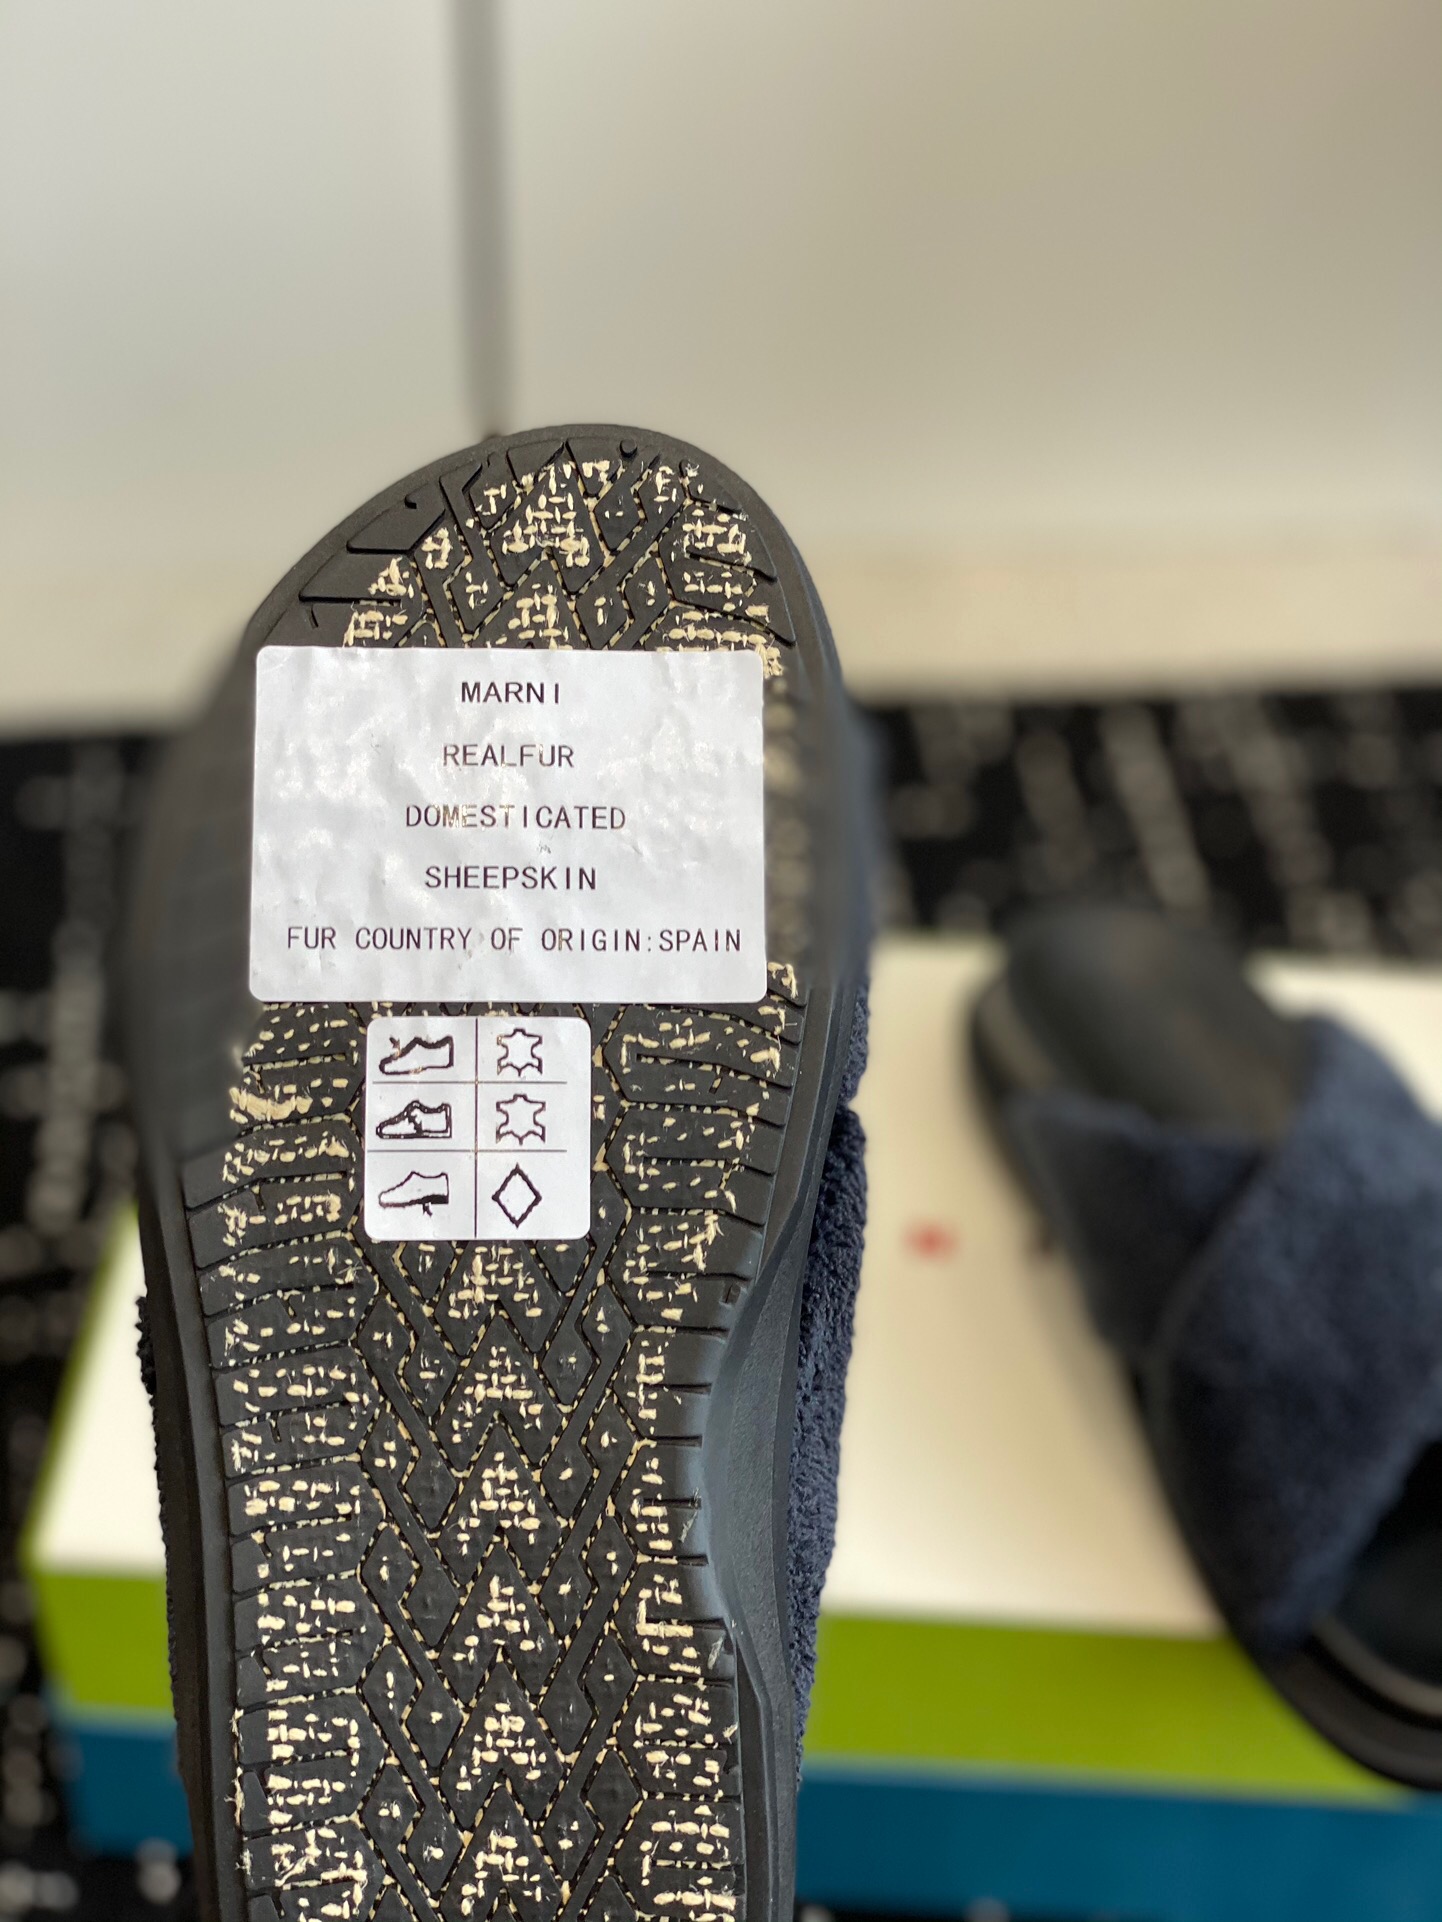 MARNI
REALFUR
DOMESTICATED
SHEEPSKIN
FUR COUNTRY OF ORIGIN:SPAIN